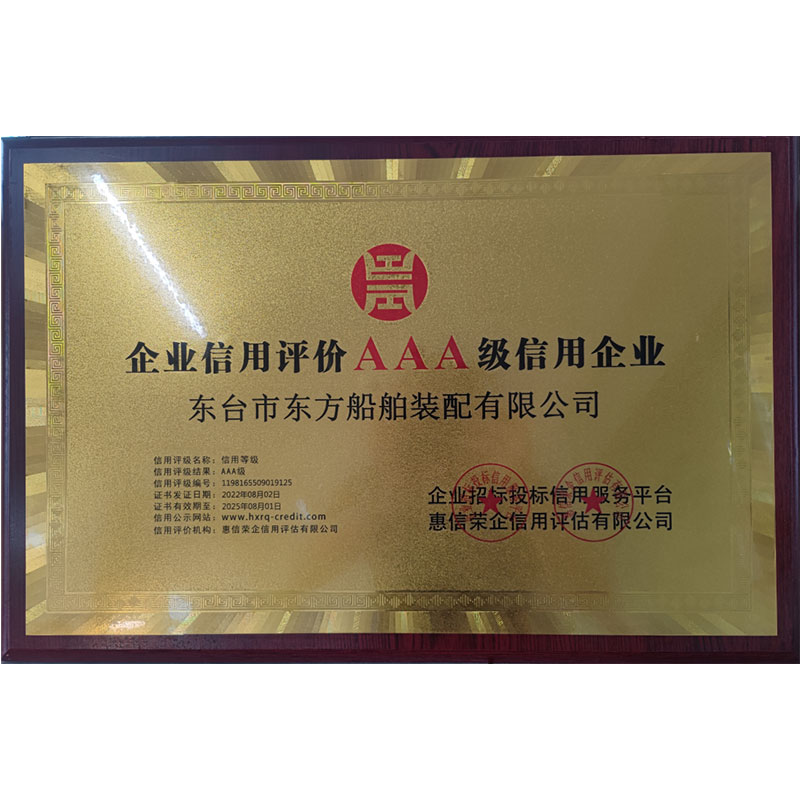 企业信用评价AAA级信用企业
东台市东方船舶装配有限公司
信用评级名称：信用等级
信用评级结果：AAA级
信用评级编号：1198165509019125
证书发证日期：2022年08月02日
证书有效期至：2025年08月01日
信用公示网站：www.hxrq-credit.com
信用评价机构：惠信荣企信用评估有限公司
企业招标投标信用服务平台
惠信荣企信用评估有限公司